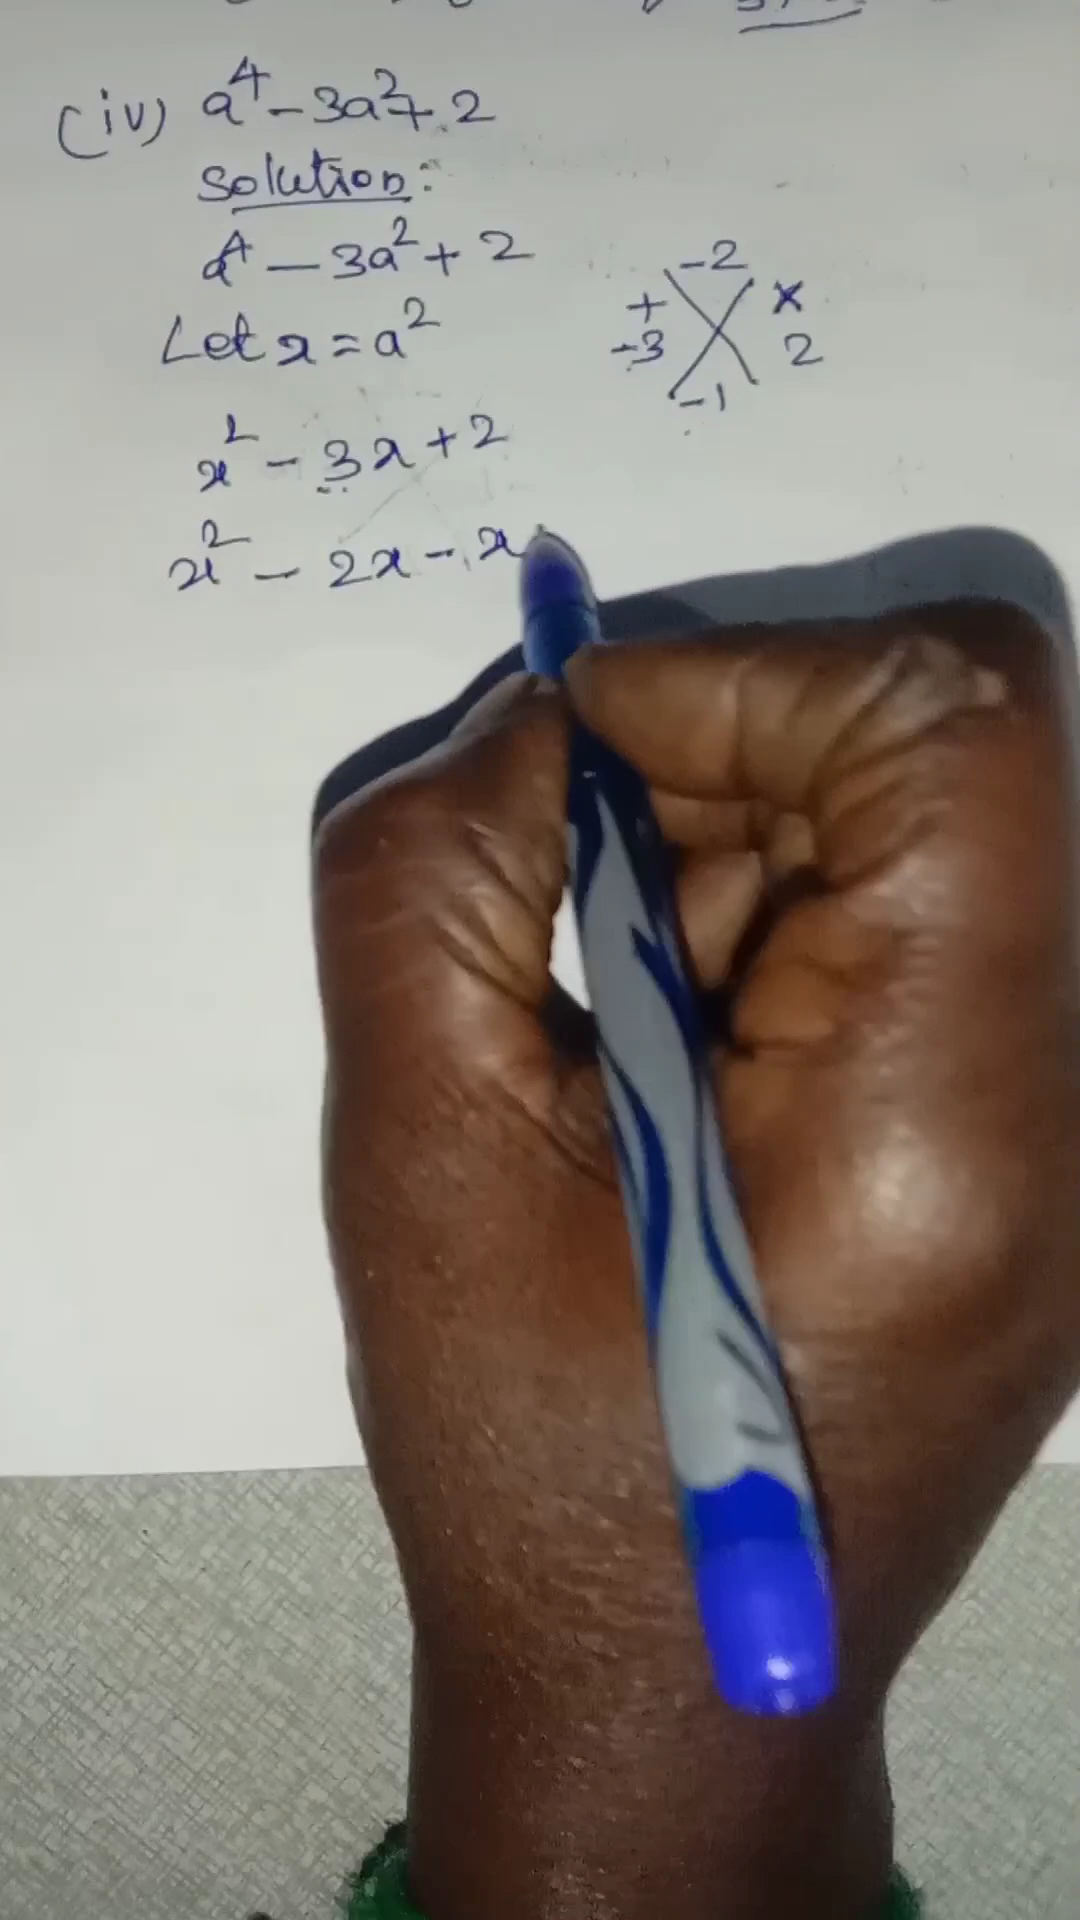 (iv) a⁴ - 3a² + 2
Solution:
a⁴ - 3a² + 2
Let x = a²
-2
+ ×
-3 2
-1
x² - 3x + 2
x² - 2x - x